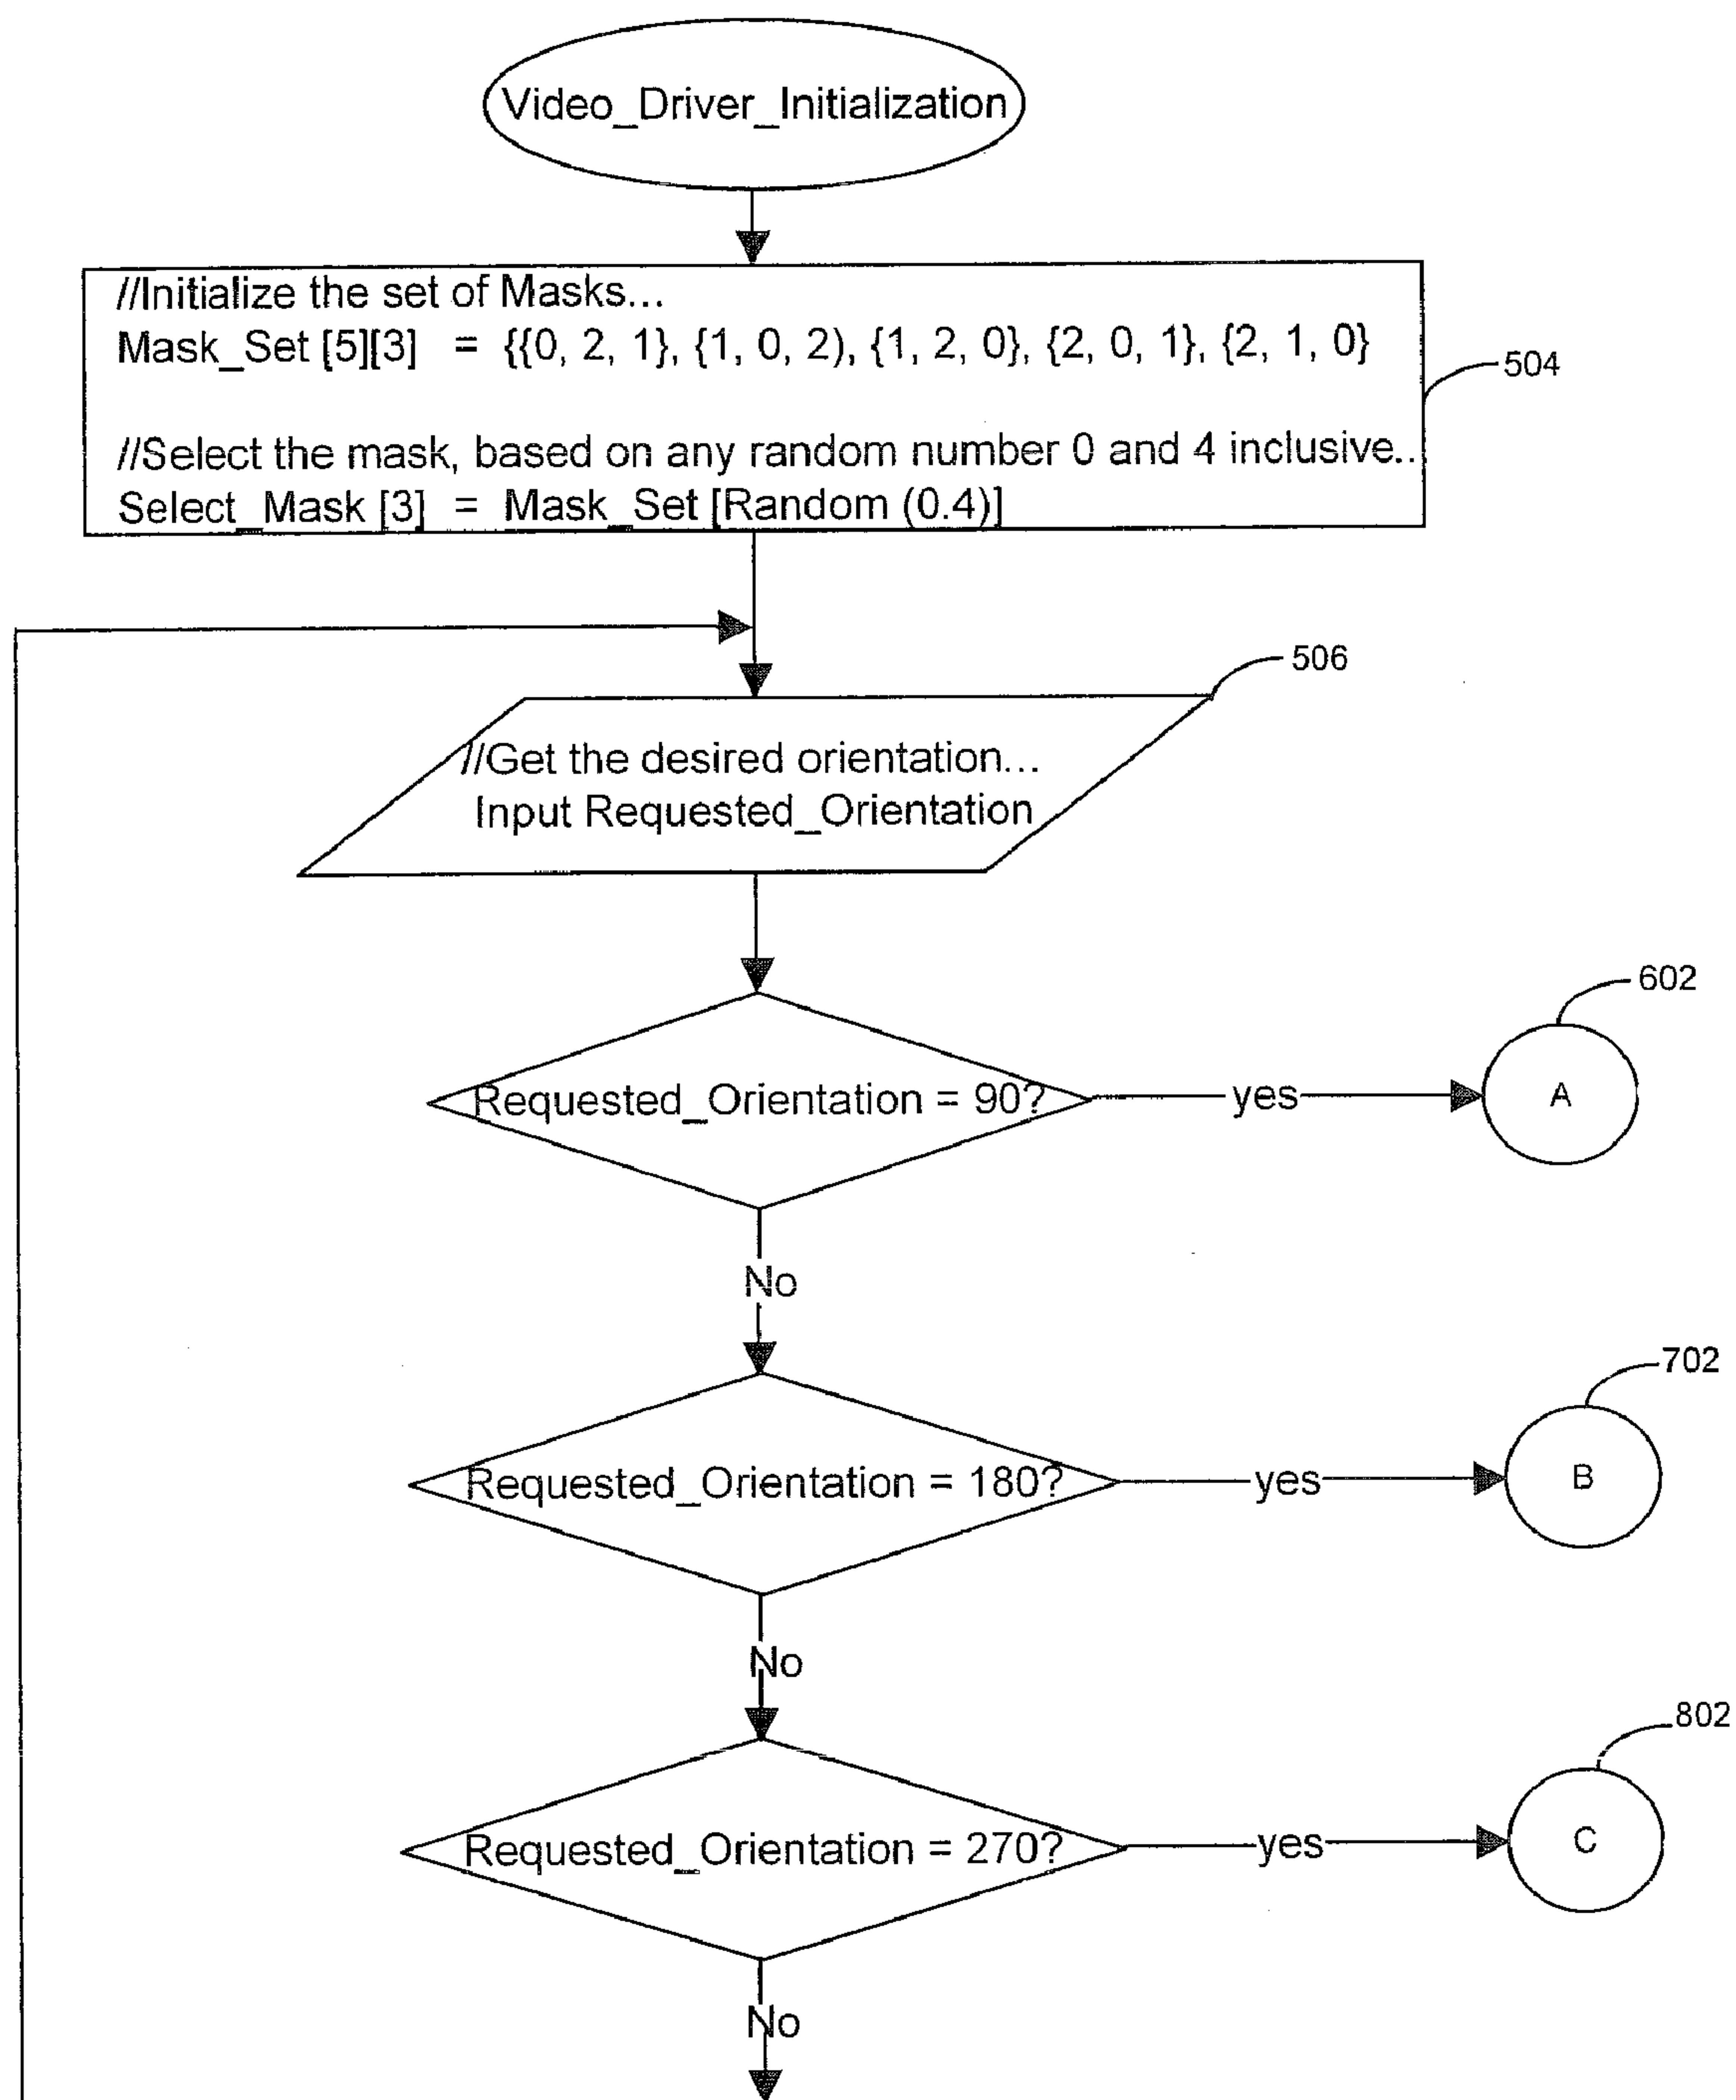 Video_Driver_Initialization
//Initialize the set of Masks...
Mask_Set [5][3] = {{0, 2, 1}, {1, 0, 2), {1, 2, 0}, {2, 0, 1}, {2, 1, 0}
504
//Select the mask, based on any random number 0 and 4 inclusive..
Select_Mask [3] = Mask_Set [Random (0.4)]
506
//Get the desired orientation...
Input Requested_Orientation
602
Requested_Orientation = 90?
yes
A
No
702
Requested_Orientation = 180?
yes
B
No
802
Requested_Orientation = 270?
yes
C
No